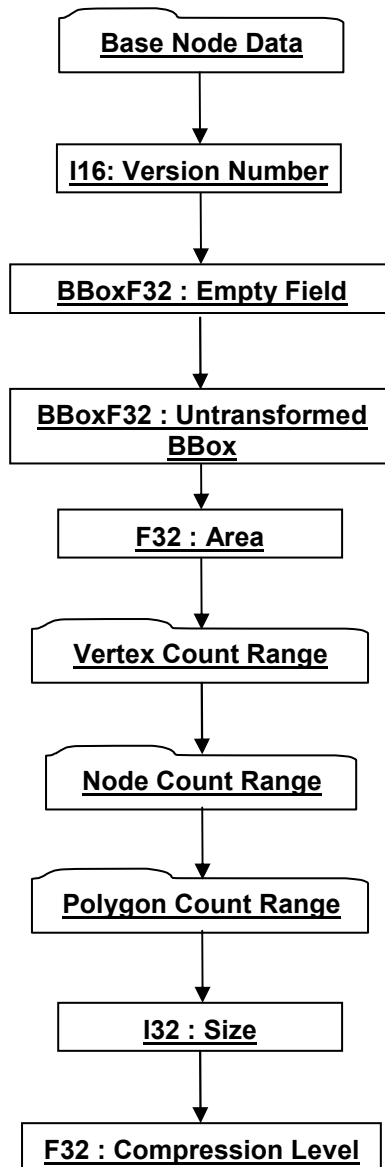 Base Node Data
I16: Version Number
BBoxF32 : Empty Field
BBoxF32 : Untransformed
BBox
F32 : Area
Vertex Count Range
Node Count Range
Polygon Count Range
I32 : Size
F32 : Compression Level